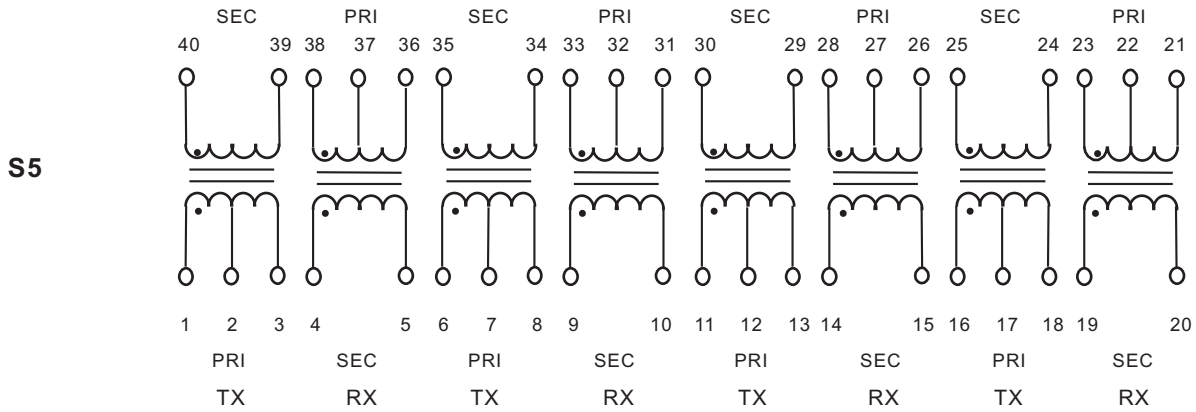 SEC PRI SEC PRI SEC PRI SEC PRI
40 39 38 37 36 35 34 33 32 31 30 29 28 27 26 25 24 23 22 21
S5
1 2 3 4 5 6 7 8 9 10 11 12 13 14 15 16 17 18 19 20
PRI SEC PRI SEC PRI SEC PRI SEC
TX RX TX RX TX RX TX RX